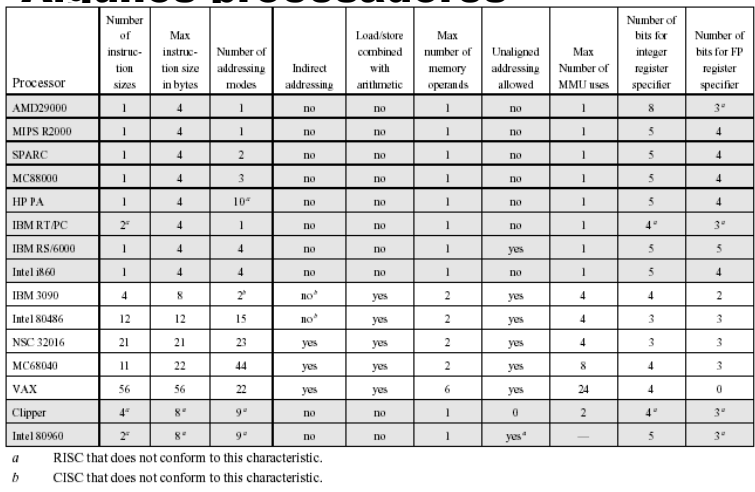 Algunos procesadores
Processor | Number of instruc- tion sizes | Max instruc- tion size in bytes | Number of addressing modes | Indirect addressing | Load/store combined with arithmetic | Max number of memory operands | Unaligned addressing allowed | Max Number of MMU uses | Number of bits for integer register specifier | Number of bits for FP register specifier
AMD29000 | 1 | 4 | 1 | no | no | 1 | no | 1 | 8 | 3 a
MIPS R2000 | 1 | 4 | 1 | no | no | 1 | no | 1 | 5 | 4
SPARC | 1 | 4 | 2 | no | no | 1 | no | 1 | 5 | 4
MC88000 | 1 | 4 | 3 | no | no | 1 | no | 1 | 5 | 4
HP PA | 1 | 4 | 10 a | no | no | 1 | no | 1 | 5 | 4
IBM RT/PC | 2 a | 4 | 1 | no | no | 1 | no | 1 | 4 a | 3 a
IBM RS/6000 | 1 | 4 | 4 | no | no | 1 | yes | 1 | 5 | 5
Intel i860 | 1 | 4 | 4 | no | no | 1 | no | 1 | 5 | 4
IBM 3090 | 4 | 8 | 2 b | no b | yes | 2 | yes | 4 | 4 | 2
Intel 80486 | 12 | 12 | 15 | no b | yes | 2 | yes | 4 | 3 | 3
NSC 32016 | 21 | 21 | 23 | yes | yes | 2 | yes | 4 | 3 | 3
MC68040 | 11 | 22 | 44 | yes | yes | 2 | yes | 8 | 4 | 3
VAX | 56 | 56 | 22 | yes | yes | 6 | yes | 24 | 4 | 0
Clipper | 4 a | 8 a | 9 a | no | no | 1 | 0 | 2 | 4 a | 3 a
Intel 80960 | 2 a | 8 a | 9 a | no | no | 1 | yes a | — | 5 | 3 a
a RISC that does not conform to this characteristic.
b CISC that does not conform to this characteristic.